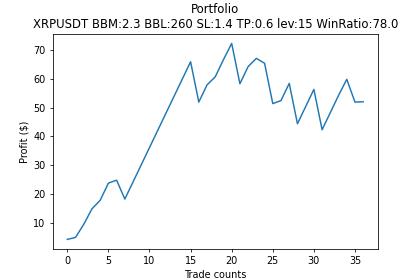 Portfolio
XRPUSDT BBM:2.3 BBL:260 SL:1.4 TP:0.6 lev:15 WinRatio:78.0
70
60
50
40
30
20
10
Profit ($)
0 5 10 15 20 25 30 35
Trade counts